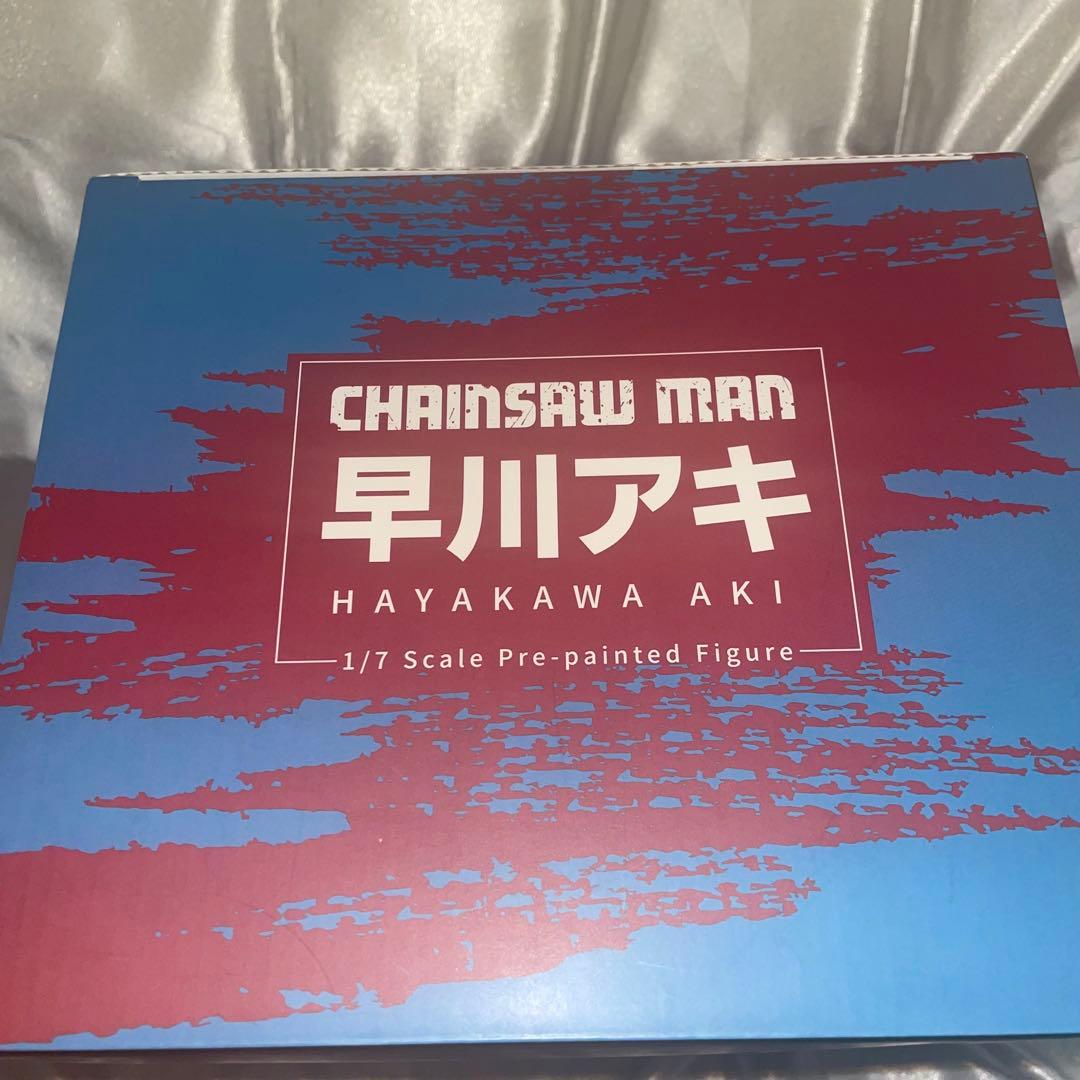 CHAINSAW MAN
早川アキ
HAYAKAWA AKI
1/7 Scale Pre-painted Figure